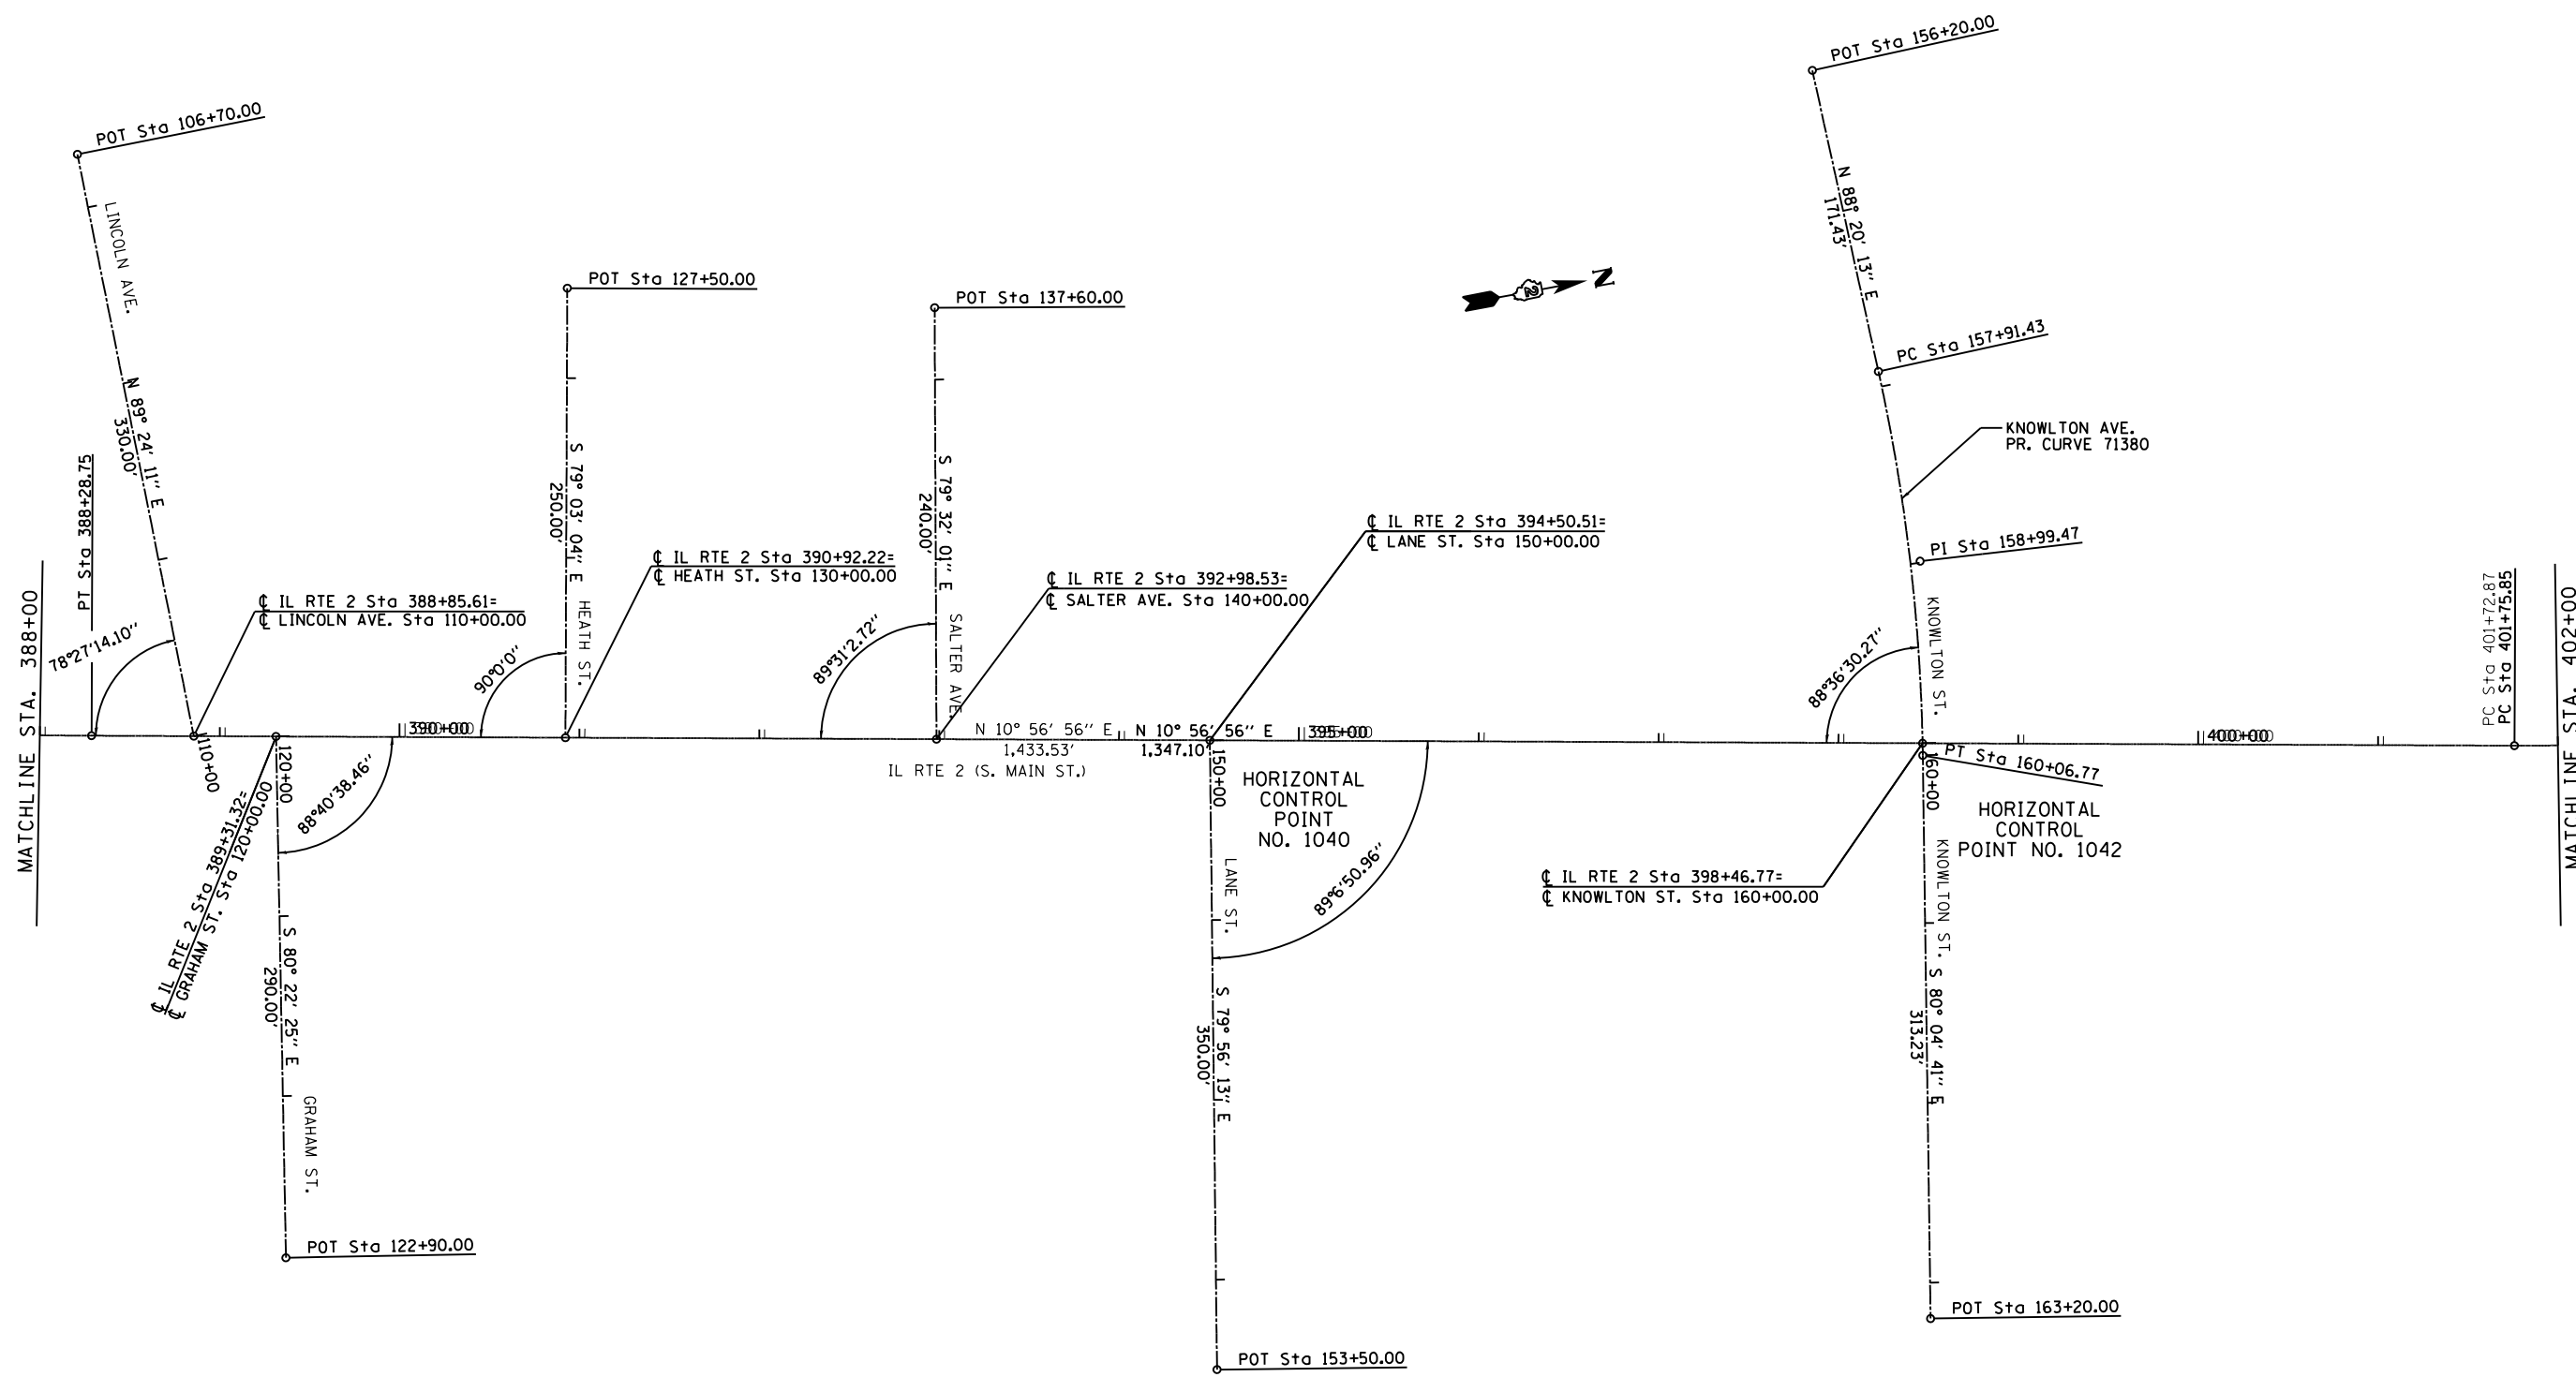 POT Sta 156+20.00
POT Sta 106+70.00
LINCOLN AVE.
N 89° 24' 11" E
330.00'
PT Sta 388+28.75
78°27'14.10"
MATCHLINE STA. 388+00
℄ IL RTE 2 Sta 388+85.61=
℄ LINCOLN AVE. Sta 110+00.00
110+00
POT Sta 127+50.00
S 79° 03' 04" E
250.00'
HEATH ST.
90°0'0"
℄ IL RTE 2 Sta 390+92.22=
℄ HEATH ST. Sta 130+00.00
390+00
POT Sta 137+60.00
S 79° 32' 01" E
240.00'
SALTER AVE.
89°31'2.72"
℄ IL RTE 2 Sta 392+98.53=
℄ SALTER AVE. Sta 140+00.00
N
2
℄ IL RTE 2 Sta 394+50.51=
℄ LANE ST. Sta 150+00.00
N 88° 20' 13" E
171.43'
PC Sta 157+91.43
KNOWLTON AVE.
PR. CURVE 71380
PI Sta 158+99.47
KNOWLTON ST.
88°36'30.27"
PC Sta 401+72.87
PC Sta 401+75.85
MATCHLINE STA. 402+00
N 10° 56' 56" E
1,433.53'
N 10° 56' 56" E
1,347.10'
IL RTE 2 (S. MAIN ST.)
395+00
400+00
120+00
88°40'38.46"
℄ IL RTE 2 Sta 389+31.32=
℄ GRAHAM ST. Sta 120+00.00
S 80° 22' 25" E
290.00'
GRAHAM ST.
POT Sta 122+90.00
150+00
HORIZONTAL
CONTROL
POINT
NO. 1040
LANE ST.
89°6'50.96"
S 79° 56' 13" E
350.00'
POT Sta 153+50.00
PT Sta 160+06.77
160+00
HORIZONTAL
CONTROL
POINT NO. 1042
℄ IL RTE 2 Sta 398+46.77=
℄ KNOWLTON ST. Sta 160+00.00
KNOWLTON ST.
S 80° 04' 41" E
313.23'
POT Sta 163+20.00